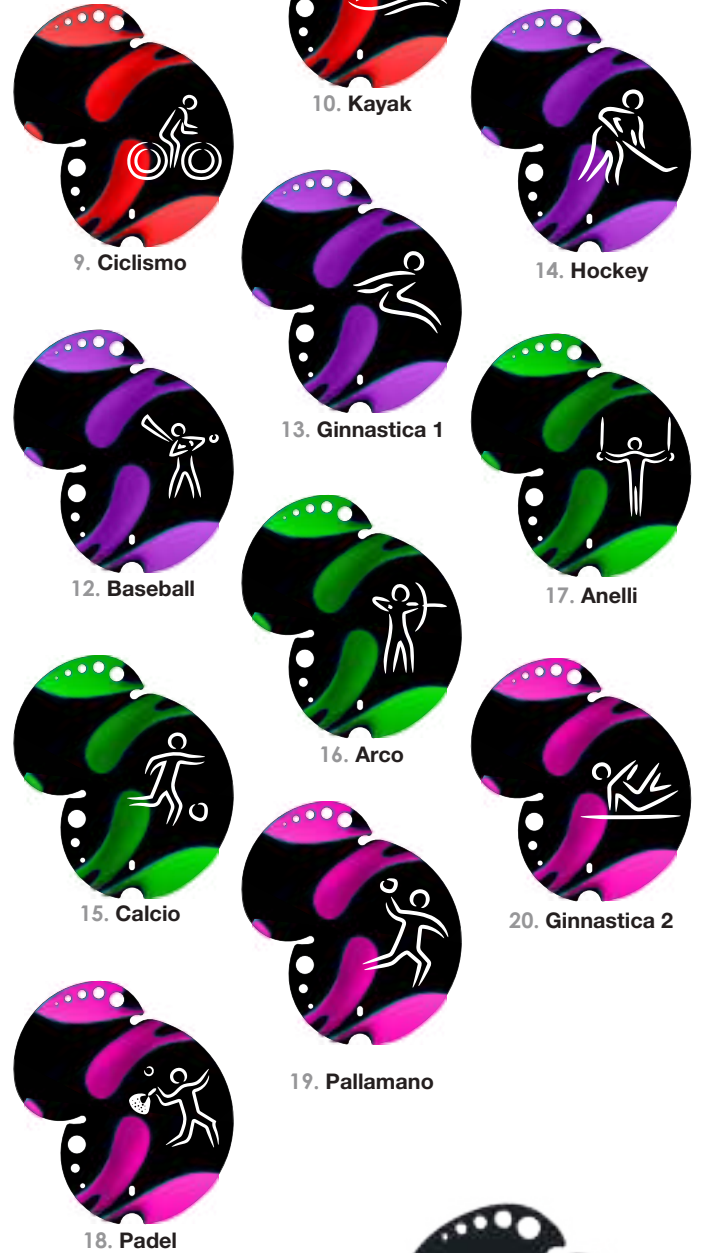 10. Kayak
9. Ciclismo
14. Hockey
13. Ginnastica 1
12. Baseball
17. Anelli
16. Arco
15. Calcio
20. Ginnastica 2
19. Pallamano
18. Padel